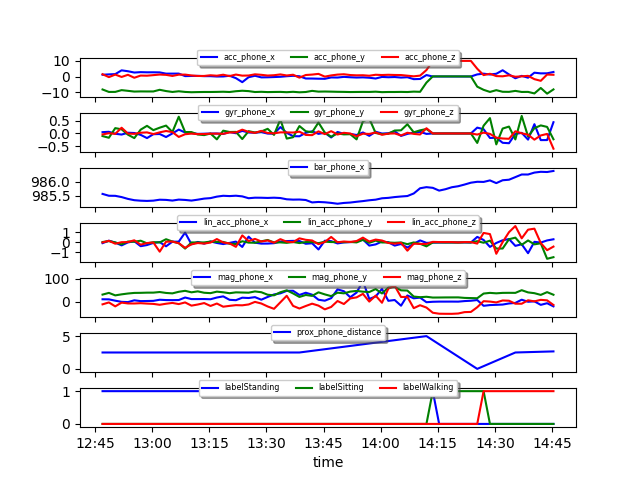 acc_phone_x acc_phone_y acc_phone_z
10
0
−10
gyr_phone_x gyr_phone_y gyr_phone_z
0.5
0.0
−0.5
bar_phone_x
986.0
985.5
lin_acc_phone_x lin_acc_phone_y lin_acc_phone_z
1
0
−1
mag_phone_x mag_phone_y mag_phone_z
100
0
prox_phone_distance
5
0
labelStanding labelSitting labelWalking
1
0
12:45 13:00 13:15 13:30 13:45 14:00 14:15 14:30 14:45
time